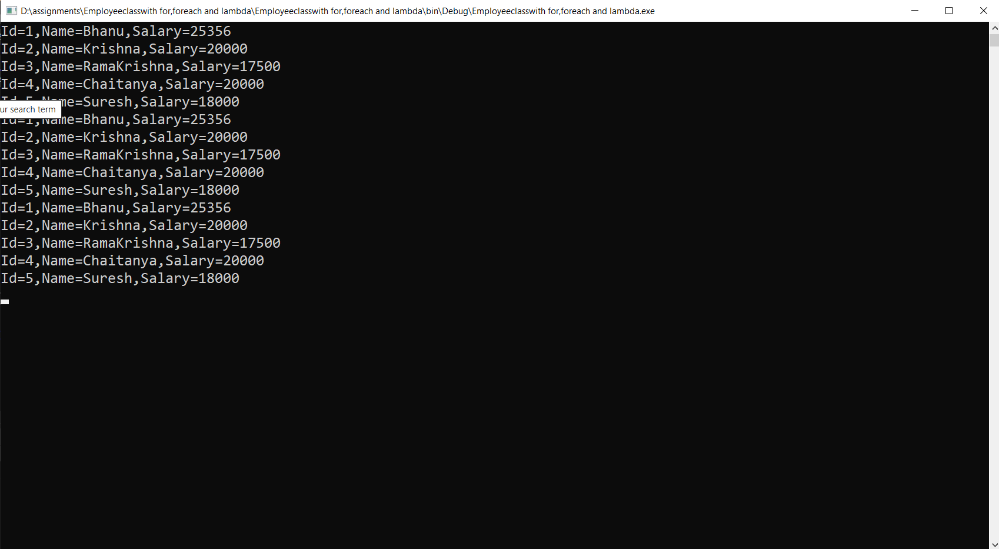 D:\assignments\Employeeclasswith for,foreach and lambda\Employeeclasswith for,foreach and lambda\bin\Debug\Employeeclasswith for,foreach and lambda.exe
Id=1,Name=Bhanu,Salary=25356
Id=2,Name=Krishna,Salary=20000
Id=3,Name=RamaKrishna,Salary=17500
Id=4,Name=Chaitanya,Salary=20000
Id=5,Name=Suresh,Salary=18000
ur search term
Id=1,Name=Bhanu,Salary=25356
Id=2,Name=Krishna,Salary=20000
Id=3,Name=RamaKrishna,Salary=17500
Id=4,Name=Chaitanya,Salary=20000
Id=5,Name=Suresh,Salary=18000
Id=1,Name=Bhanu,Salary=25356
Id=2,Name=Krishna,Salary=20000
Id=3,Name=RamaKrishna,Salary=17500
Id=4,Name=Chaitanya,Salary=20000
Id=5,Name=Suresh,Salary=18000